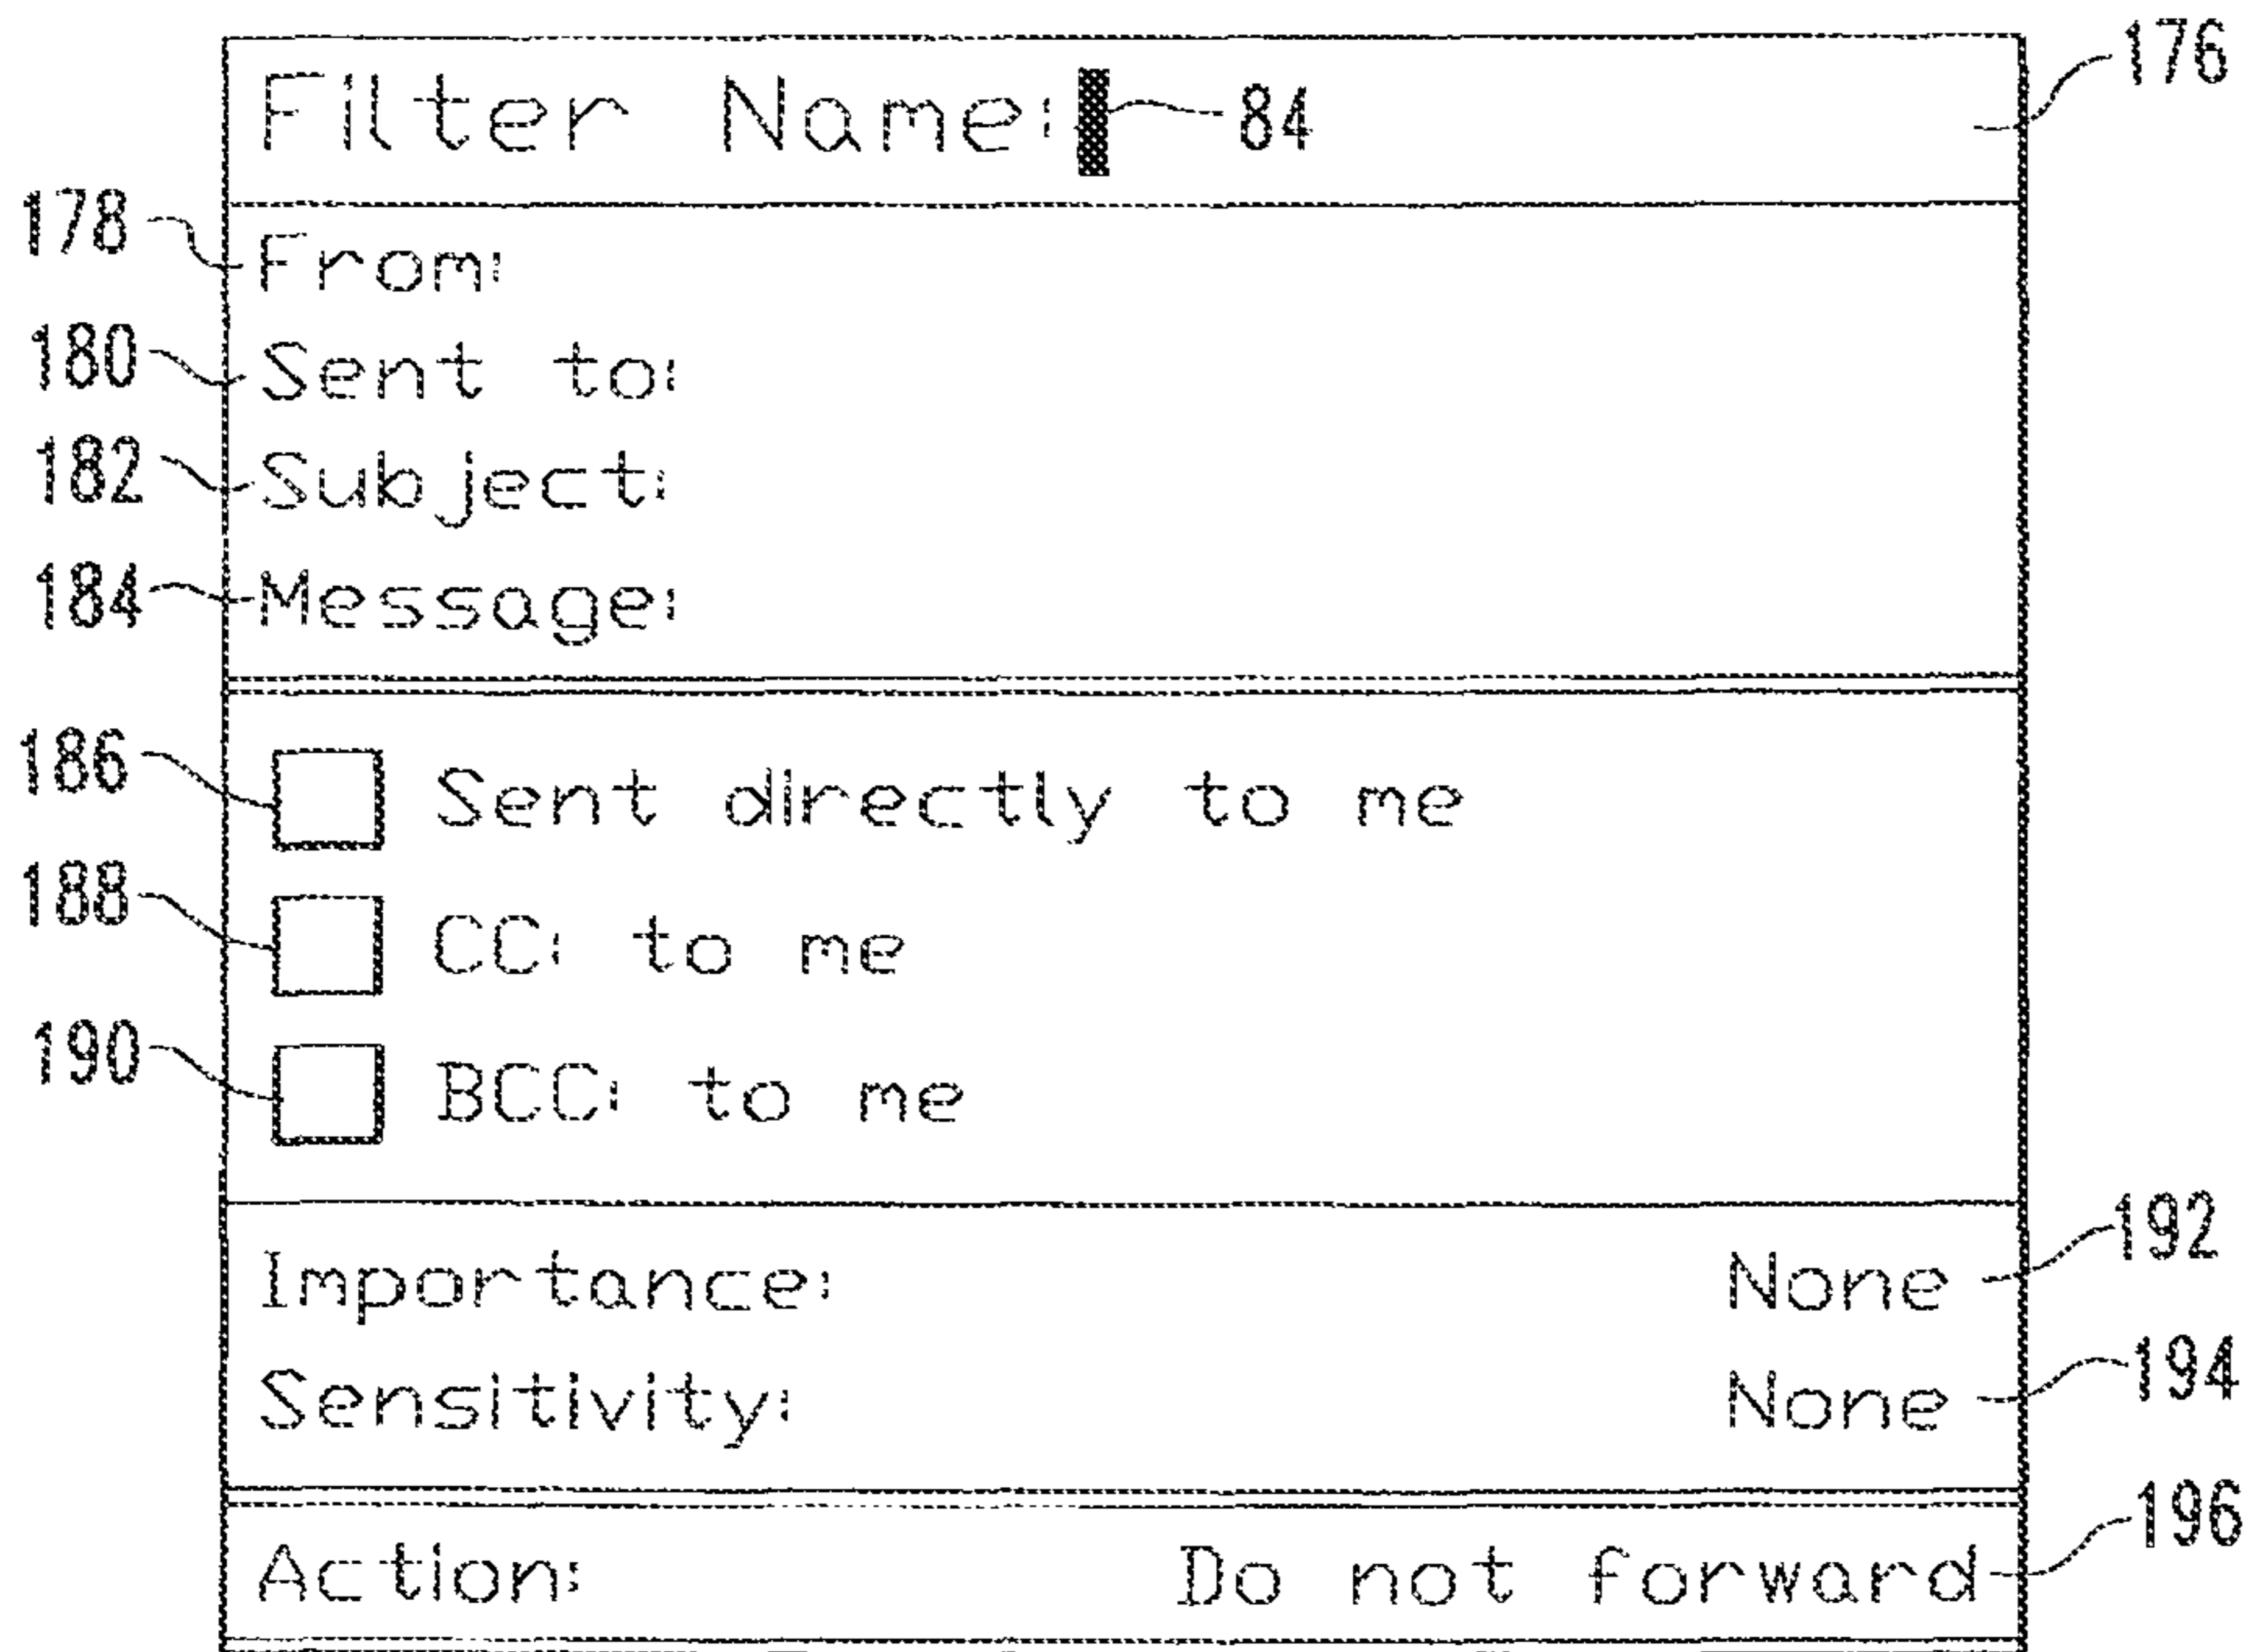 Filter Name: 84 176
178 From:
180 Sent to:
182 Subject:
184 Message:
186 Sent directly to me
188 CC: to me
190 BCC: to me
Importance: None 192
Sensitivity: None 194
Action: Do not forward 196